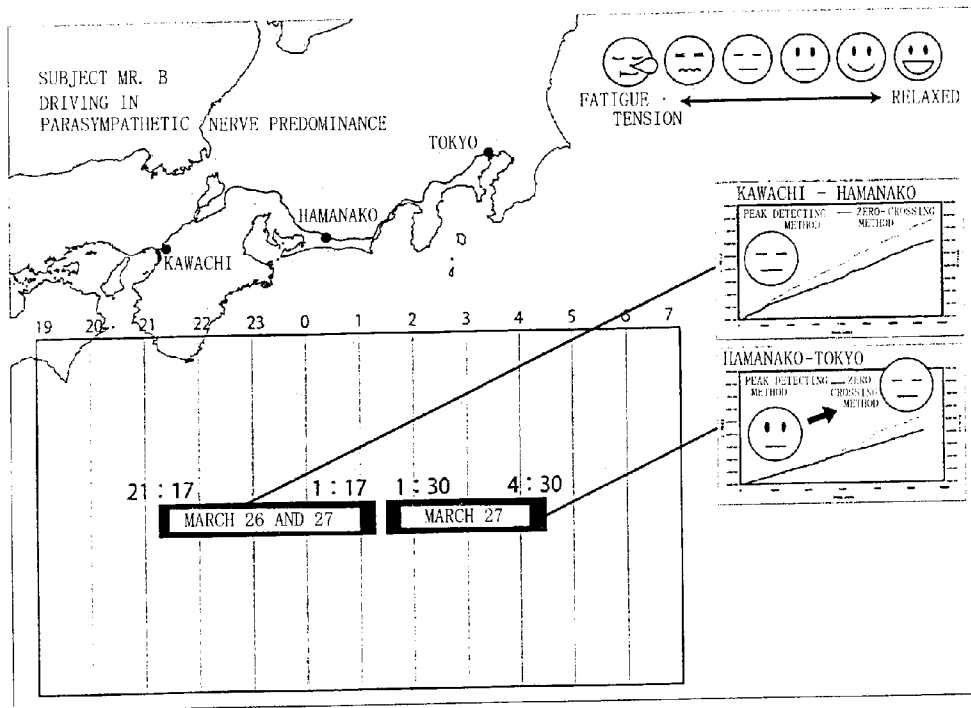 SUBJECT MR. B
DRIVING IN
PARASYMPATHETIC NERVE PREDOMINANCE
FATIGUE ·
TENSION
RELAXED
TOKYO
HAMANAKO
KAWACHI
KAWACHI - HAMANAKO
PEAK DETECTING
METHOD
ZERO-CROSSING
METHOD
HAMANAKO-TOKYO
PEAK DETECTING
METHOD
ZERO
CROSSING
METHOD
19 20 21 22 23 0 1 2 3 4 5 6 7
21:17 1:17 1:30 4:30
MARCH 26 AND 27 MARCH 27